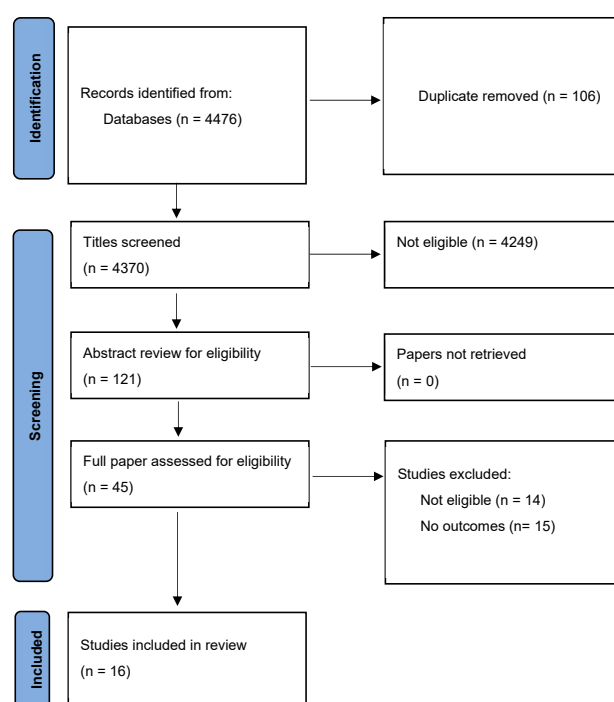 Identification
Records identified from:
Databases (n = 4476)
Duplicate removed (n = 106)
Screening
Titles screened
(n = 4370)
Not eligible (n = 4249)
Abstract review for eligibility
(n = 121)
Papers not retrieved
(n = 0)
Full paper assessed for eligibility
(n = 45)
Studies excluded:
Not eligible (n = 14)
No outcomes (n= 15)
Included
Studies included in review
(n = 16)